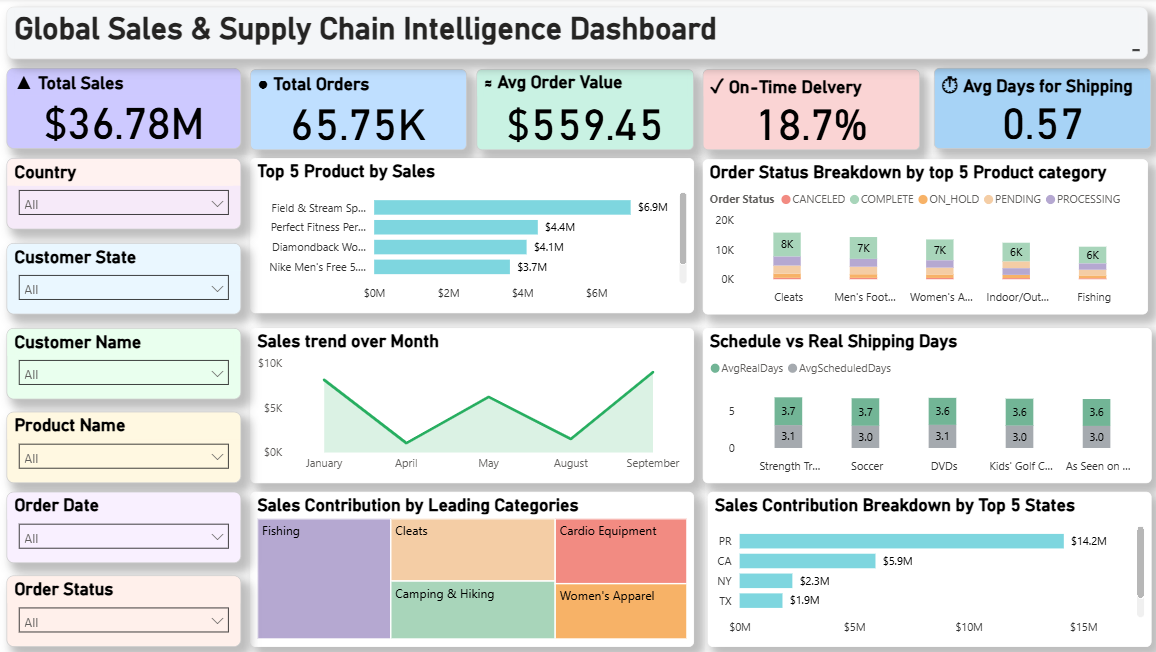 Global Sales & Supply Chain Intelligence Dashboard
▲ Total Sales
$36.78M
● Total Orders
65.75K
≈ Avg Order Value
$559.45
✓ On-Time Delvery
18.7%
⏱ Avg Days for Shipping
0.57
Country
All
Customer State
All
Customer Name
All
Product Name
All
Order Date
All
Order Status
All
Top 5 Product by Sales
Field & Stream Sp... $6.9M
Perfect Fitness Per... $4.4M
Diamondback Wo... $4.1M
Nike Men's Free 5.... $3.7M
$0M $2M $4M $6M
Order Status Breakdown by top 5 Product category
Order Status CANCELED COMPLETE ON_HOLD PENDING PROCESSING
20K
10K
0K
8K 7K 7K 6K 6K
Cleats Men's Foot... Women's A... Indoor/Out... Fishing
Sales trend over Month
$10K
$5K
$0K
January April May August September
Schedule vs Real Shipping Days
AvgRealDays AvgScheduledDays
5
0
3.7 3.7 3.6 3.6 3.6
3.1 3.0 3.1 3.0 3.0
Strength Tr... Soccer DVDs Kids' Golf C... As Seen on ...
Sales Contribution by Leading Categories
Fishing
Cleats
Cardio Equipment
Camping & Hiking
Women's Apparel
Sales Contribution Breakdown by Top 5 States
PR $14.2M
CA $5.9M
NY $2.3M
TX $1.9M
$0M $5M $10M $15M